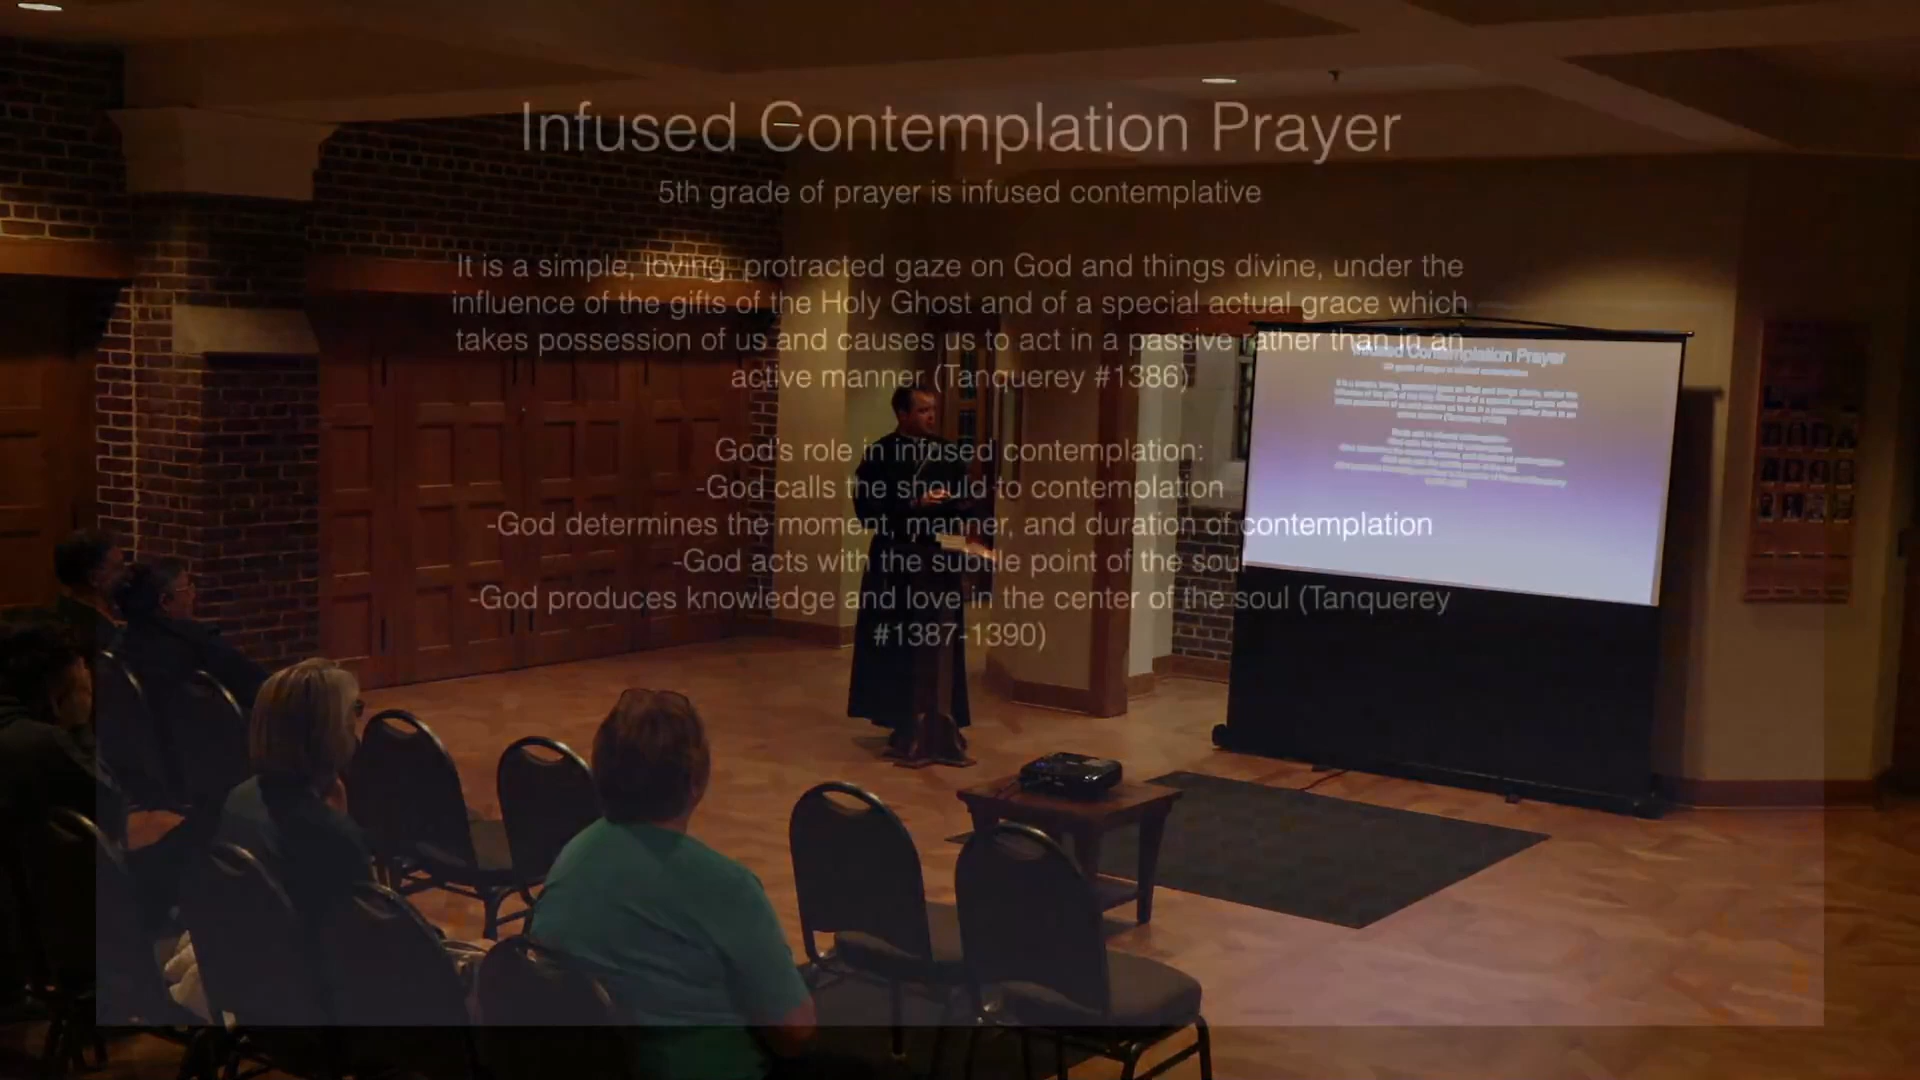 Infused Contemplation Prayer
5th grade of prayer is infused contemplative
It is a simple, loving, protracted gaze on God and things divine, under the
influence of the gifts of the Holy Ghost and of a special actual grace which
takes possession of us and causes us to act in a passive rather than in an
active manner (Tanquerey #1386)
God's role in infused contemplation:
-God calls the should to contemplation
-God determines the moment, manner, and duration of contemplation
-God acts with the subtle point of the soul
-God produces knowledge and love in the center of the soul (Tanquerey
#1387-1390)
Infused Contemplation Prayer